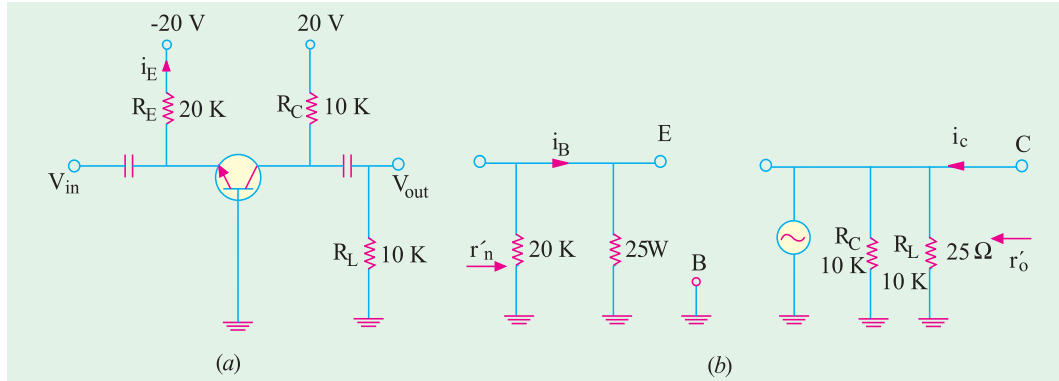 -20 V
20 V
iE
RE 20 K
RC 10 K
Vin
Vout
RL 10 K
(a)
iB
E
r´n
20 K
25W
B
ic
C
RC
10 K
RL
10 K
25 Ω
r´o
(b)